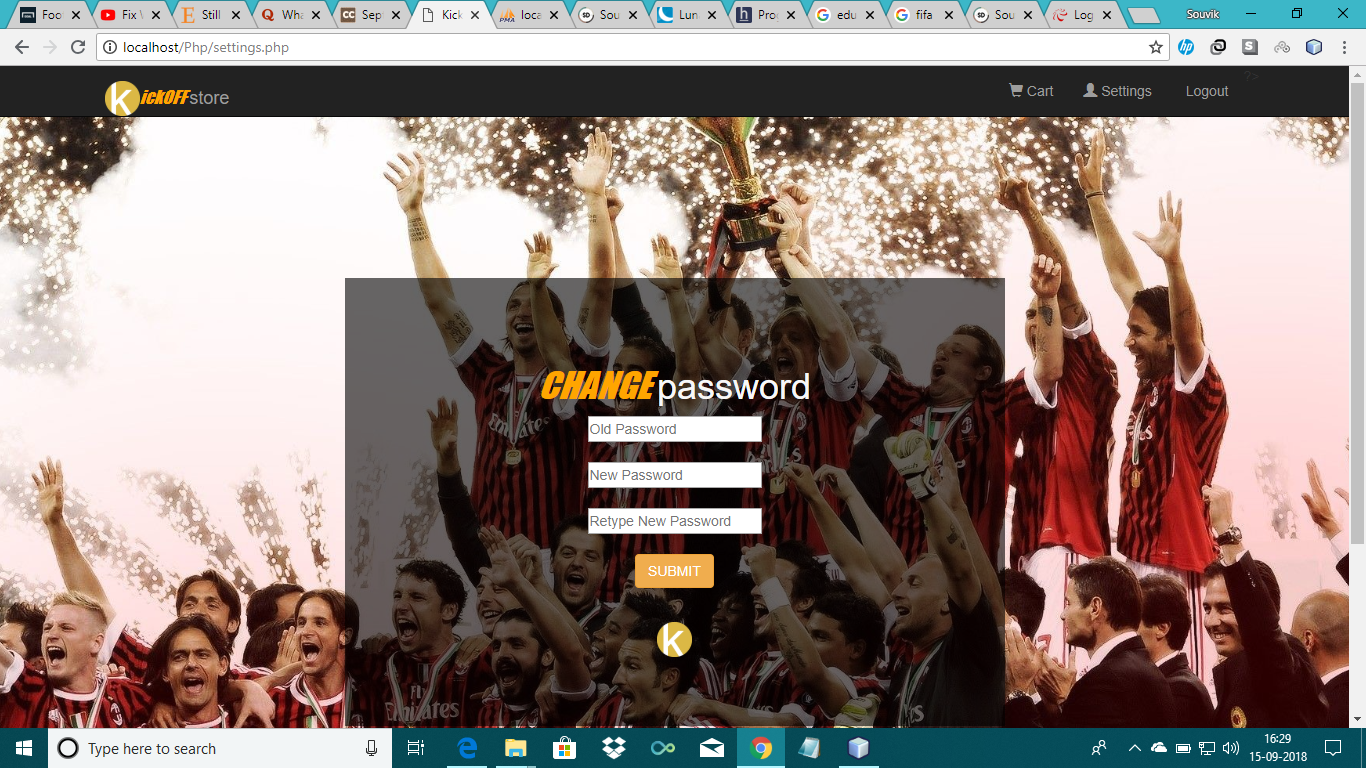 Foo
Fix W
Still
Wha
Sept
Kick
loca
Sou
Lun
Pro
edu
fifa
Sou
Log
Souvik
localhost/Php/settings.php
kickOFFstore
Cart
Settings
Logout
?>
CHANGE password
Old Password
New Password
Retype New Password
SUBMIT
k
Type here to search
16:29
15-09-2018